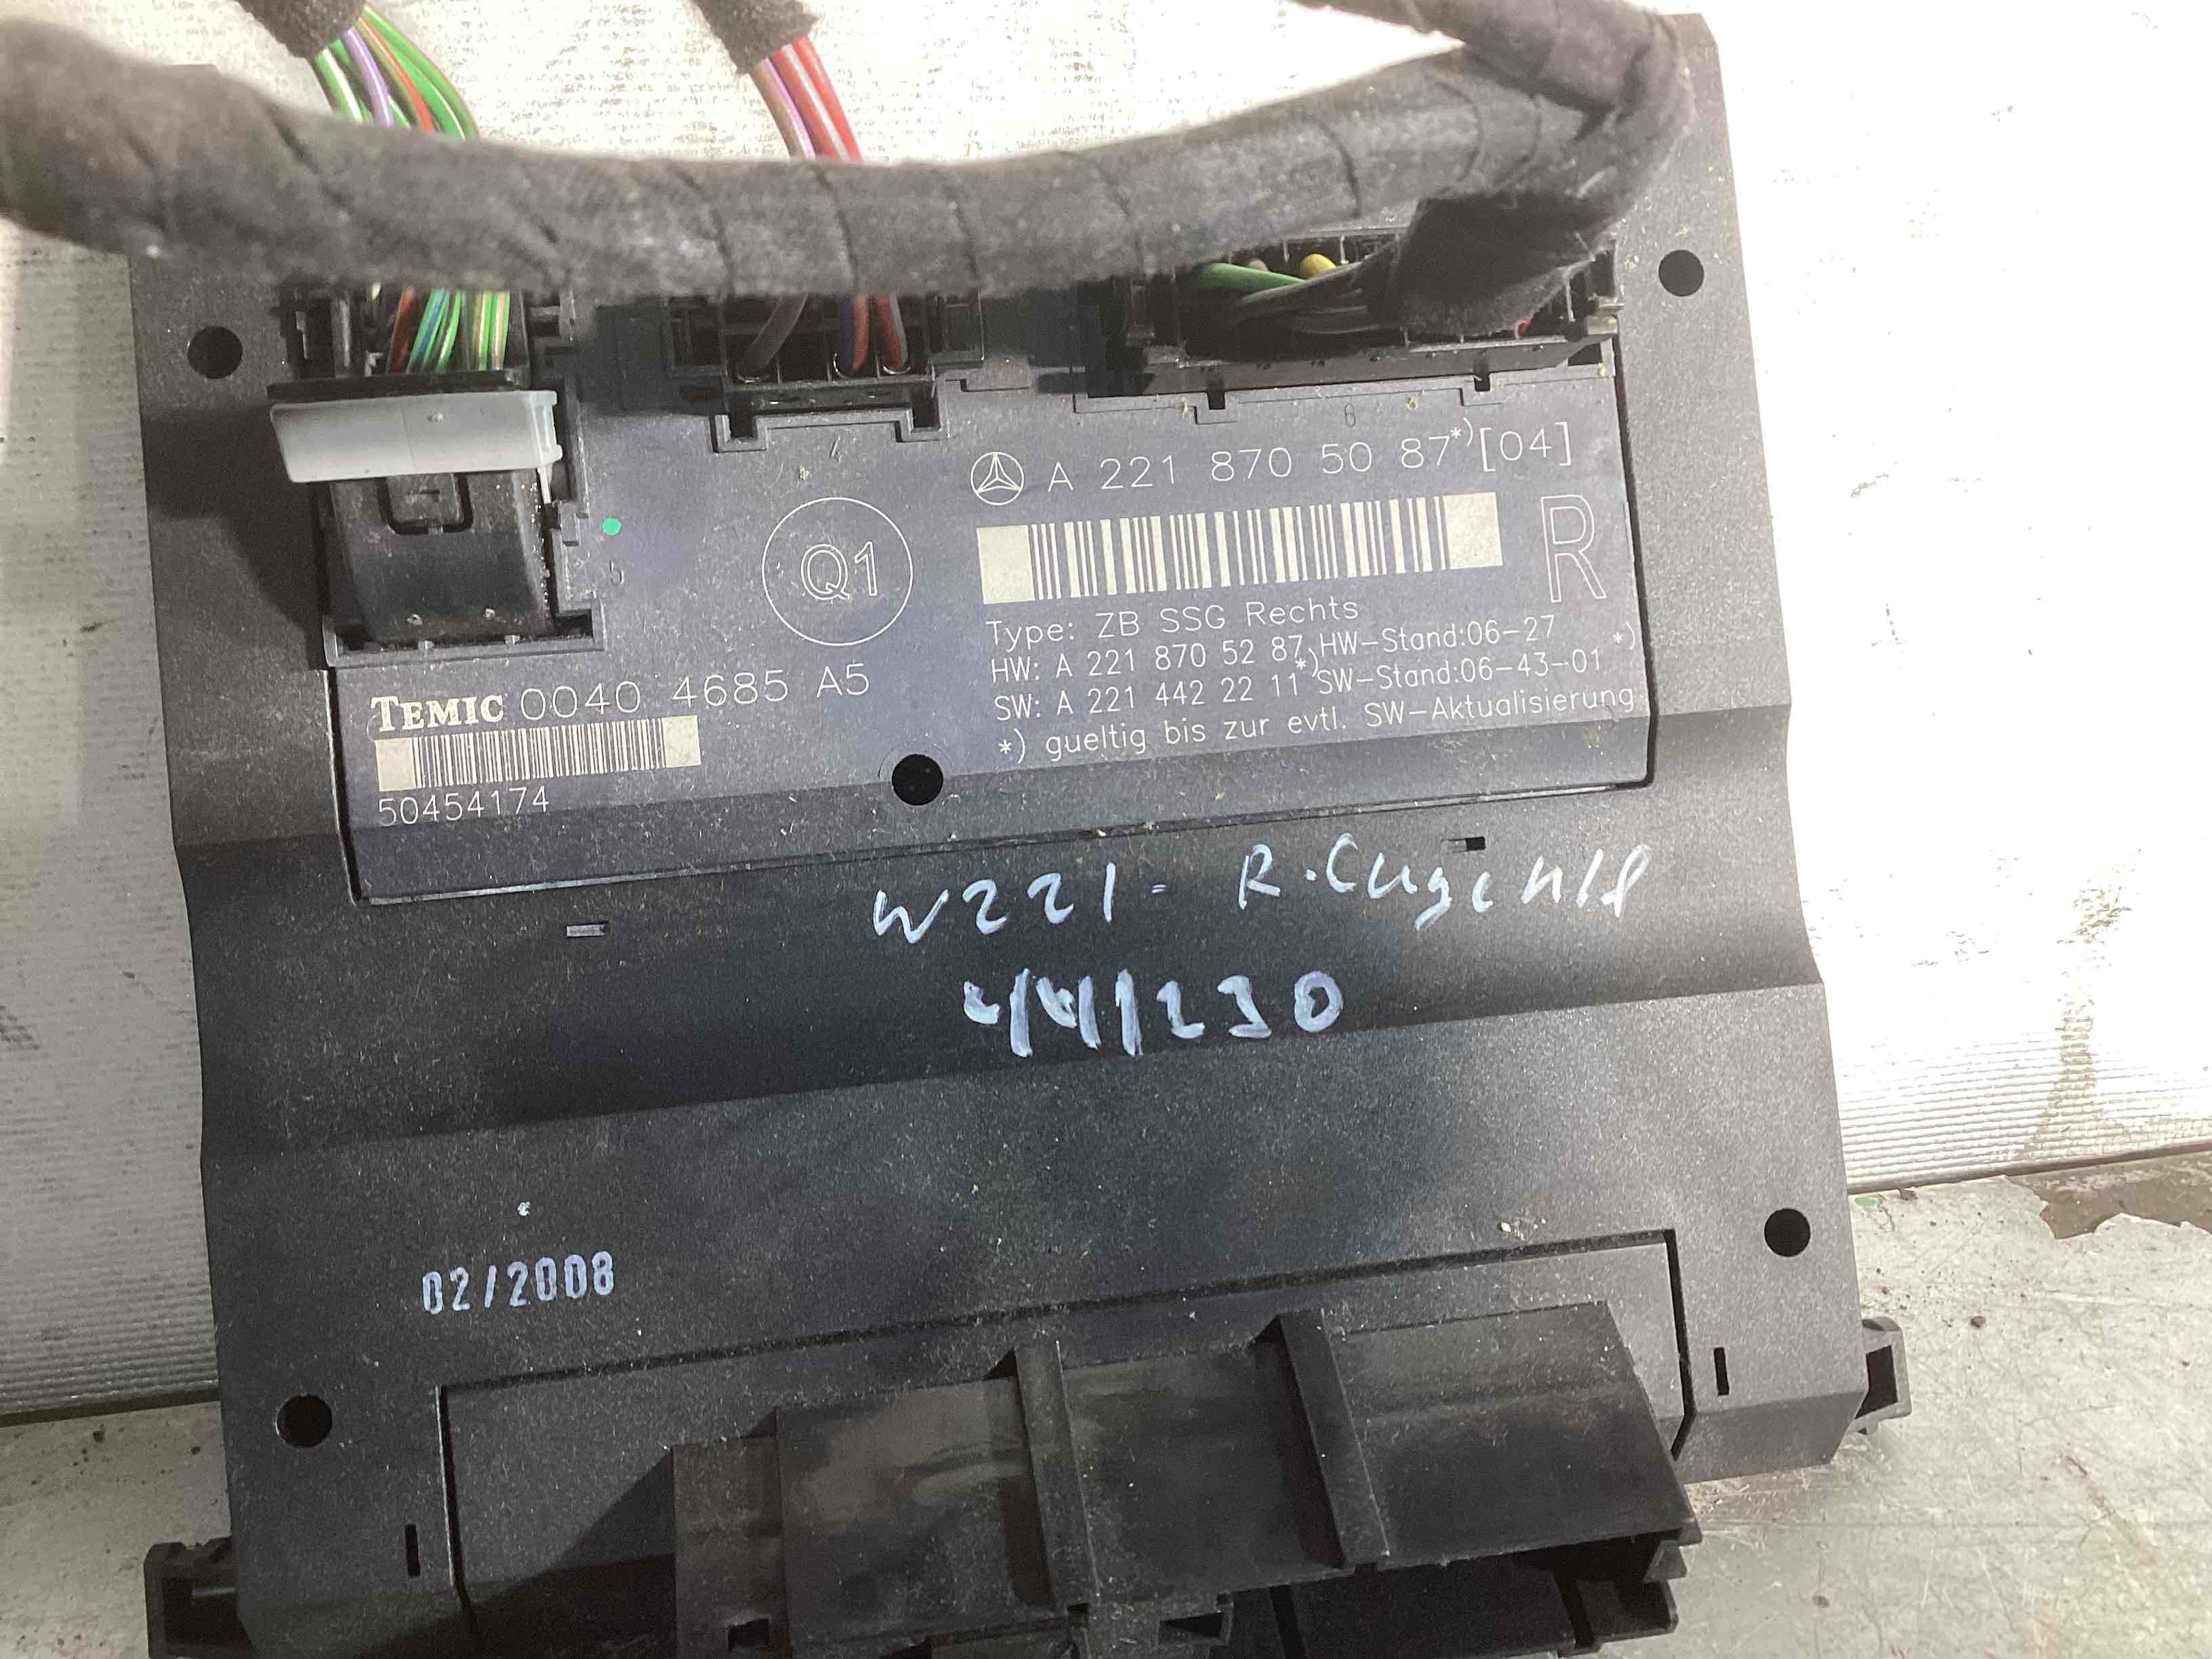 A 221 870 50 87*)[04]
R
Q1
Type: ZB SSG Rechts
HW: A 221 870 52 87, HW-Stand:06-27
SW: A 221 442 22 11*) SW-Stand:06-43-01 *)
*) gueltig bis zur evtl. SW-Aktualisierung
TEMIC 0040 4685 A5
50454174
W221 - R.
02/2008